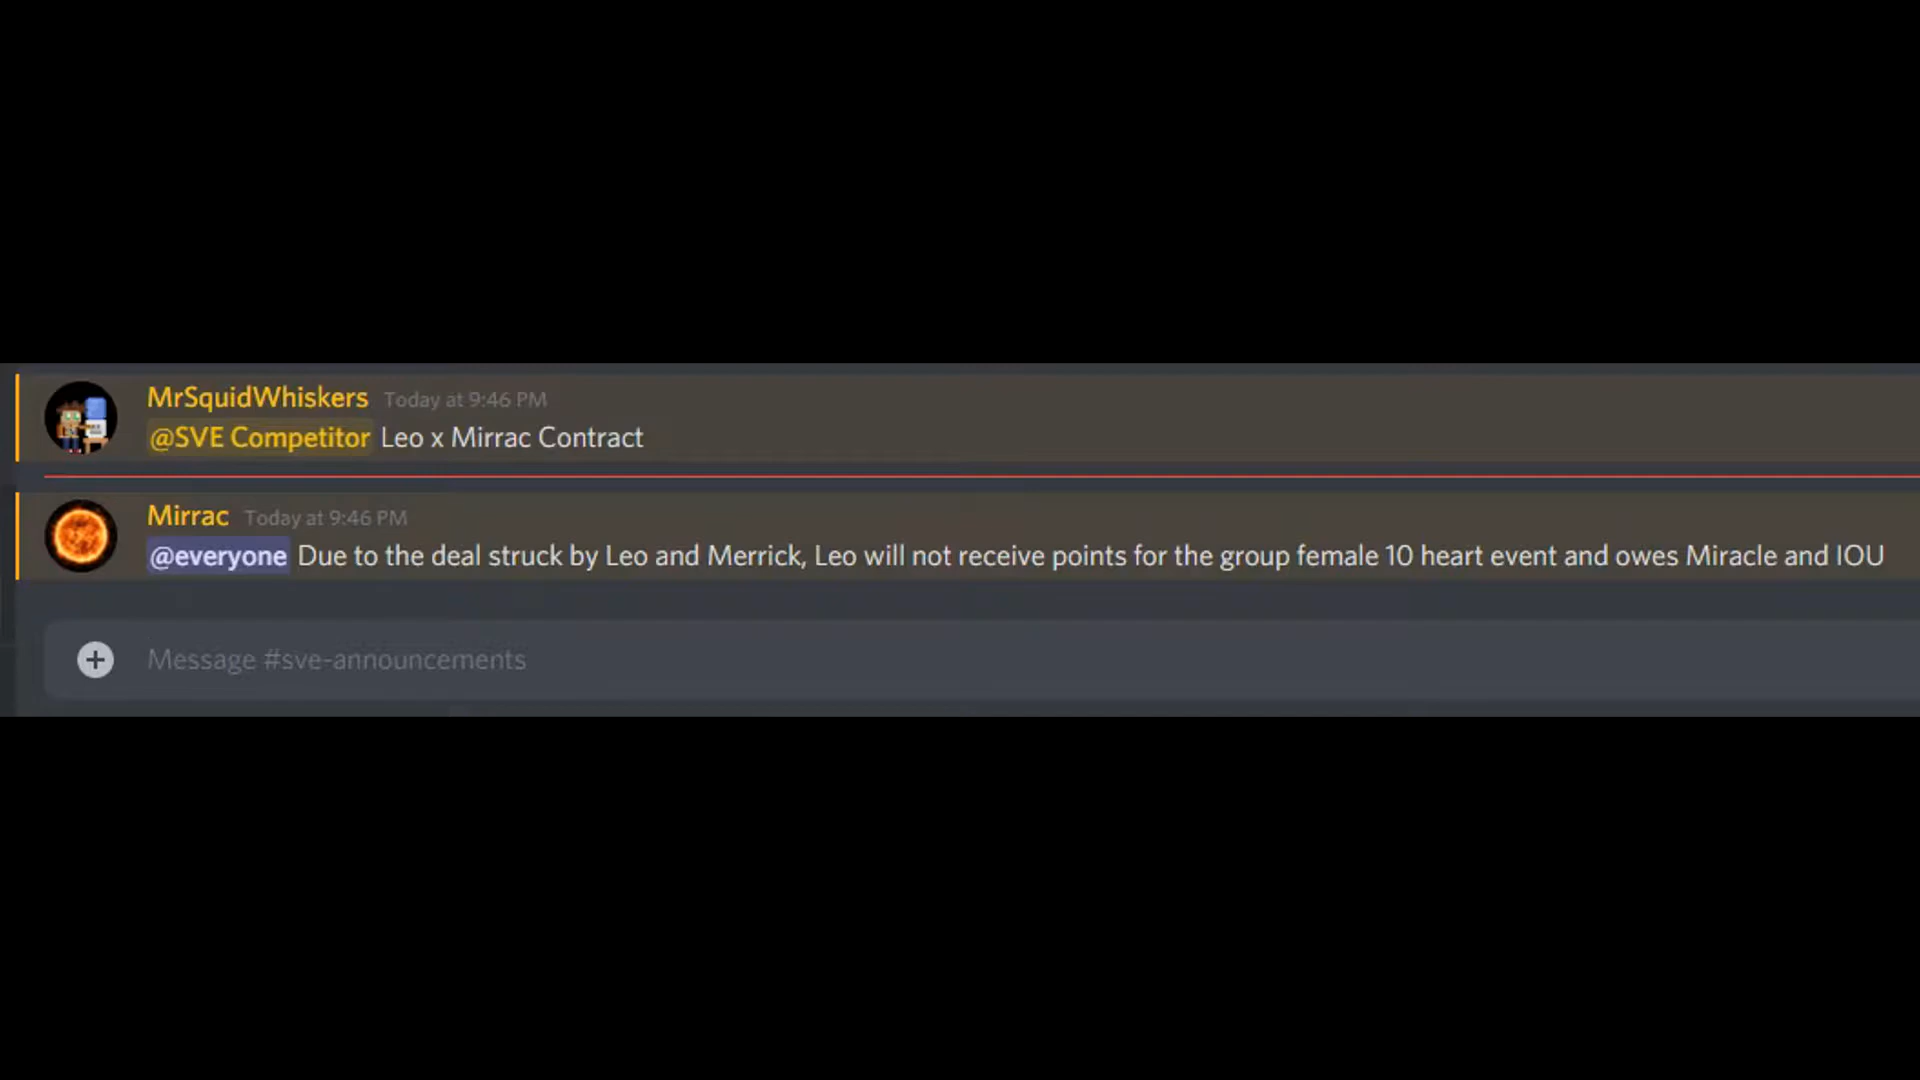 MrSquidWhiskers Today at 9:46 PM
@SVE Competitor Leo x Mirrac Contract
Mirrac Today at 9:46 PM
@everyone Due to the deal struck by Leo and Merrick, Leo will not receive points for the group female 10 heart event and owes Miracle and IOU
Message #sve-announcements